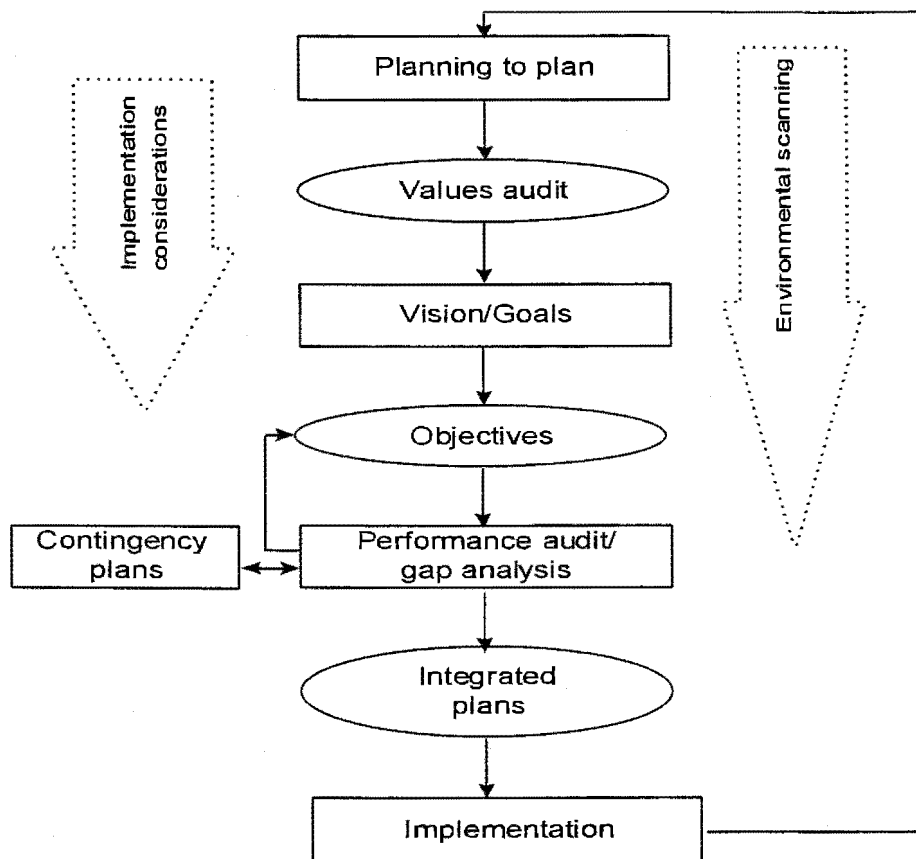 Planning to plan
Implementation
considerations
Environmental scanning
Values audit
Vision/Goals
Objectives
Contingency
plans
Performance audit/
gap analysis
Integrated
plans
Implementation